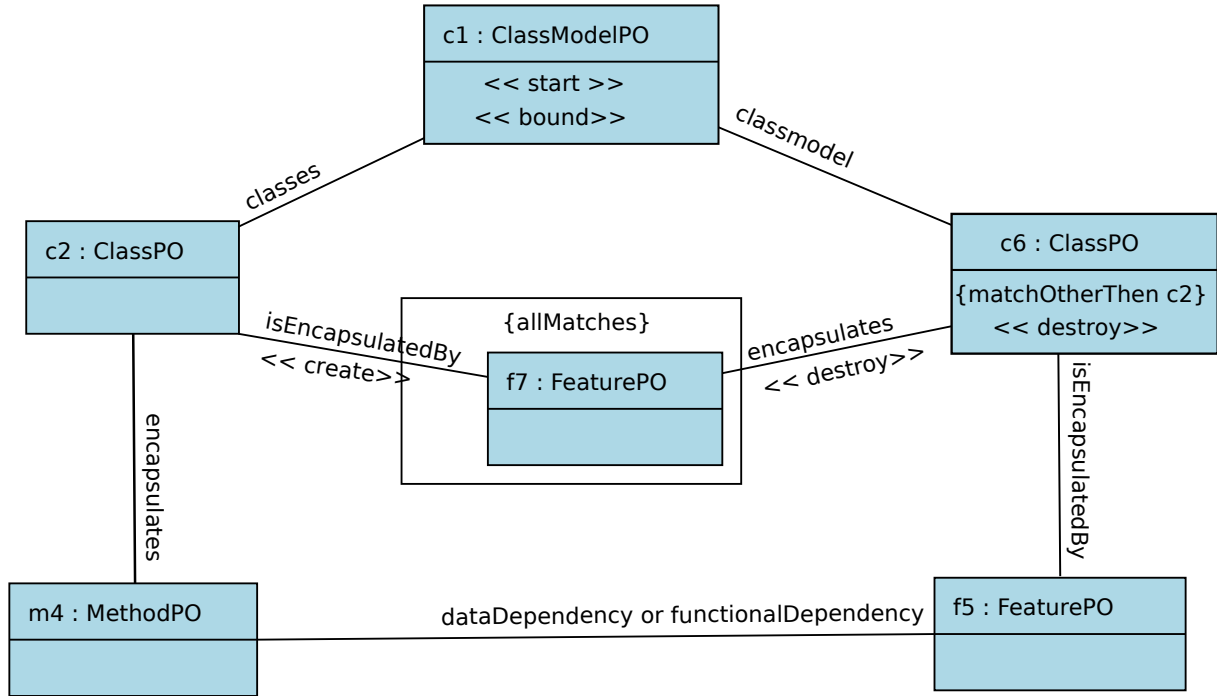 c1 : ClassModelPO
<< start >>
<< bound>>
classes
classmodel
c2 : ClassPO
c6 : ClassPO
{matchOtherThen c2}
<< destroy>>
{allMatches}
isEncapsulatedBy
<< create>>
f7 : FeaturePO
encapsulates
<< destroy>>
encapsulates
isEncapsulatedBy
m4 : MethodPO
dataDependency or functionalDependency
f5 : FeaturePO